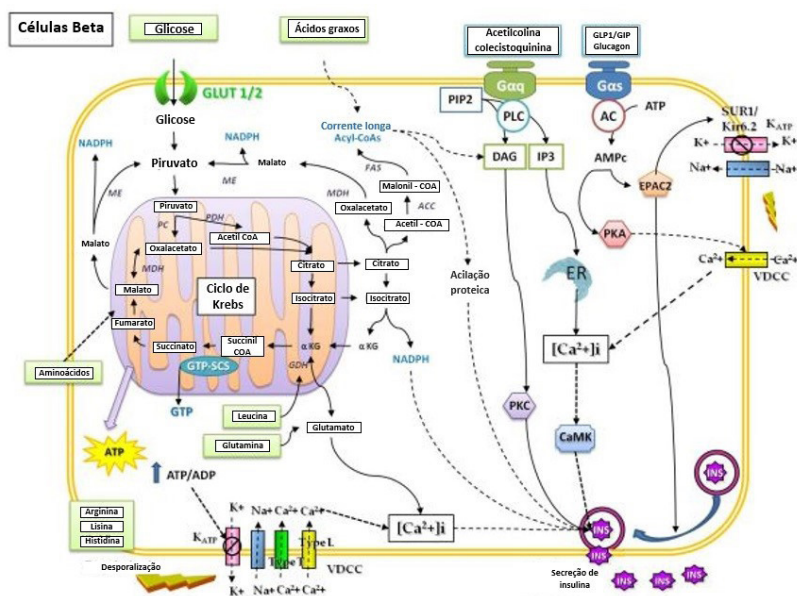 Células Beta
Glicose
Ácidos graxos
Acetilcolina
colecistoquinina
GLP1/GIP
Glucagon
GLUT 1/2
Gαq
Gαs
PIP2
PLC
AC
ATP
SUR1/
Kir6.2
K_ATP
K+
K+
Na+
Na+
Glicose
NADPH
NADPH
Corrente longa
Acyl-CoAs
DAG
IP3
AMPc
EPAC2
Piruvato
Malato
ME
ME
FAS
Malonil - COA
MDH
ACC
Oxalacetato
Acetil - COA
PKA
Piruvato
PC
PDH
Acetil CoA
Oxalacetato
Malato
MDH
Citrato
Citrato
ER
Ca²+
Ca²+
VDCC
Malato
Ciclo de
Krebs
Isocitrato
Isocitrato
Acilação
proteica
Fumarato
Succinato
Succinil
COA
α KG
α KG
NADPH
[Ca²+]i
GTP-SCS
GDH
Aminoácidos
GTP
Leucina
Glutamina
Glutamato
PKC
CaMK
ATP
ATP/ADP
INS
Arginina
Lisina
Histidina
K+
Na+
Ca²+
Ca²+
K_ATP
Type L
Type T
VDCC
[Ca²+]i
INS
Desporalização
K+
Na+
Ca²+
Ca²+
Secreção de
insulina
INS
INS
INS
INS
INS